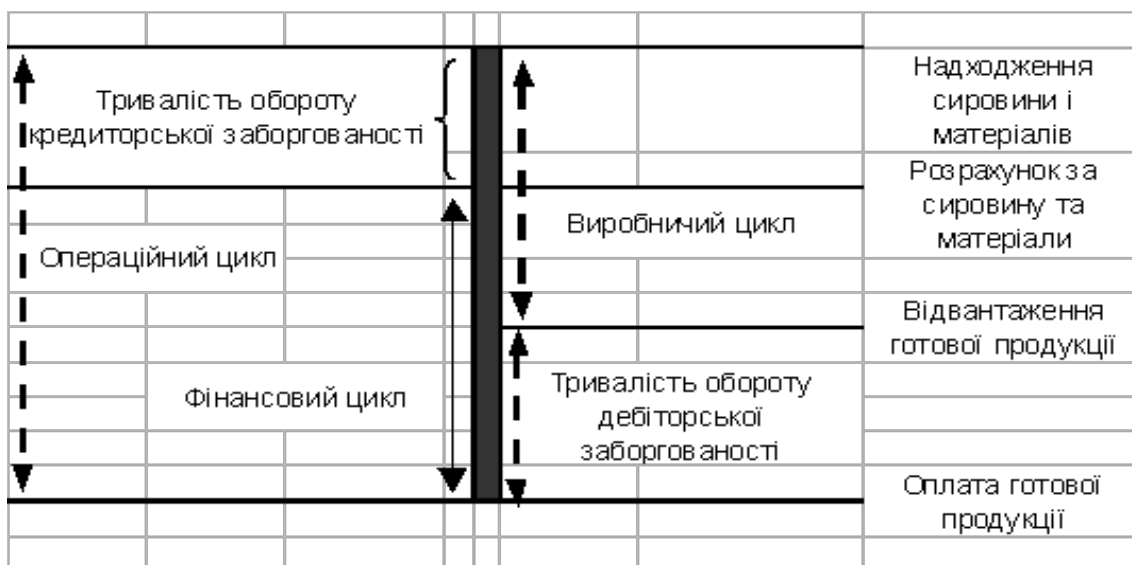 Тривалість обороту
кредиторської заборгованості
Операційний цикл
Фінансовий цикл
Виробничий цикл
Тривалість обороту
дебіторської
заборгованості
Надходження
сировини і
матеріалів
Розрахунок за
сировину та
матеріали
Відвантаження
готової продукції
Оплата готової
продукції